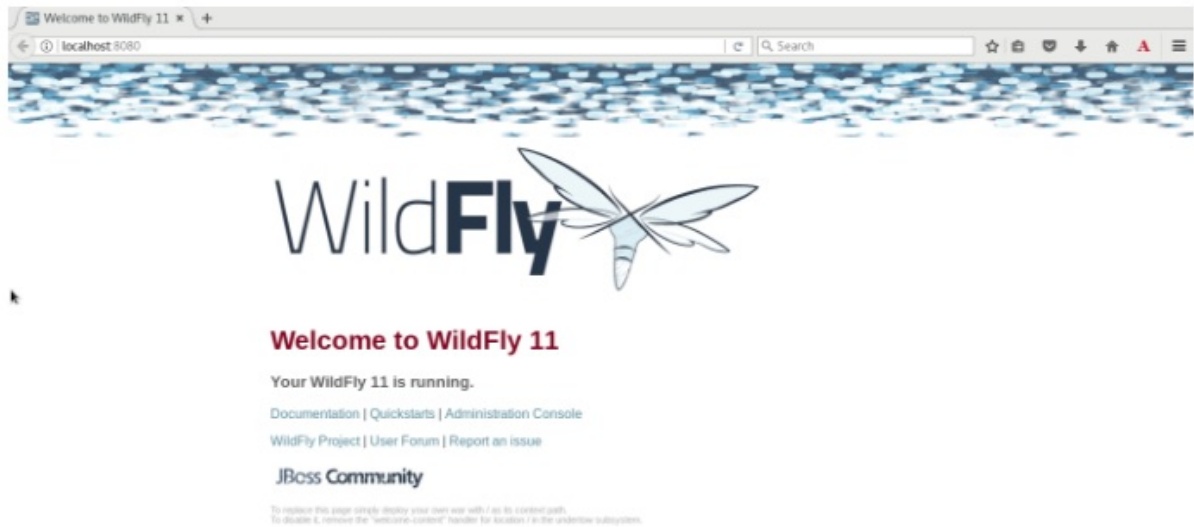 Welcome to WildFly 11
localhost:8080
Search
WildFly
Welcome to WildFly 11
Your WildFly 11 is running.
Documentation | Quickstarts | Administration Console
WildFly Project | User Forum | Report an issue
JBoss Community
To replace this page simply deploy your own war with / as its context path.
To disable it, remove the "welcome-content" handler for location / in the undertow subsystem.